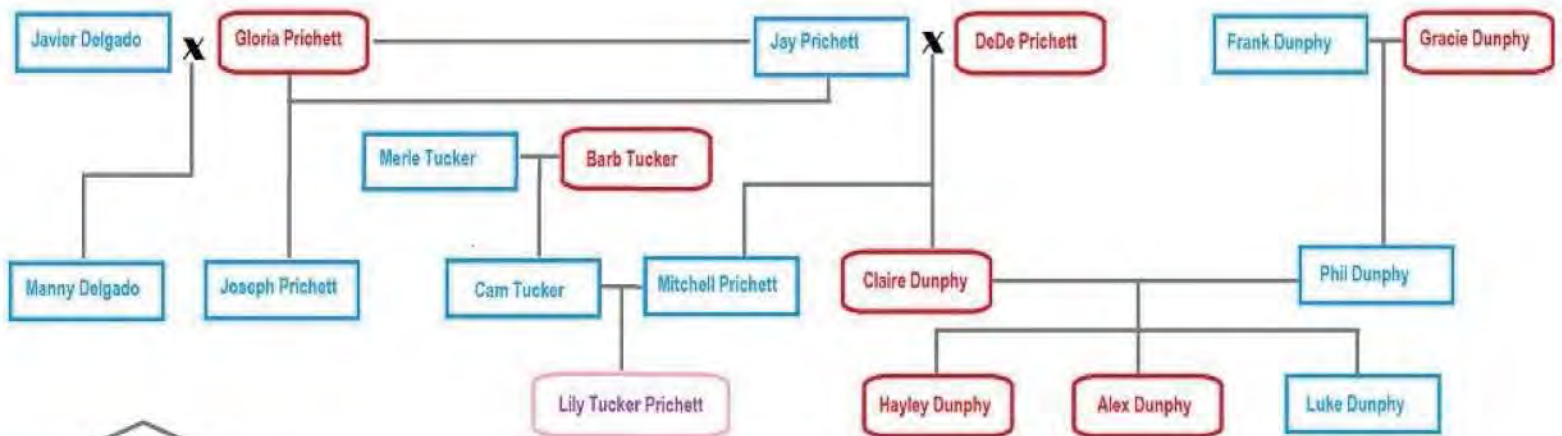 Javier Delgado X Gloria Prichett Jay Prichett X DeDe Prichett Frank Dunphy Gracie Dunphy
Merle Tucker Barb Tucker
Manny Delgado Joseph Prichett Cam Tucker Mitchell Prichett Claire Dunphy Phil Dunphy
Lily Tucker Prichett Hayley Dunphy Alex Dunphy Luke Dunphy